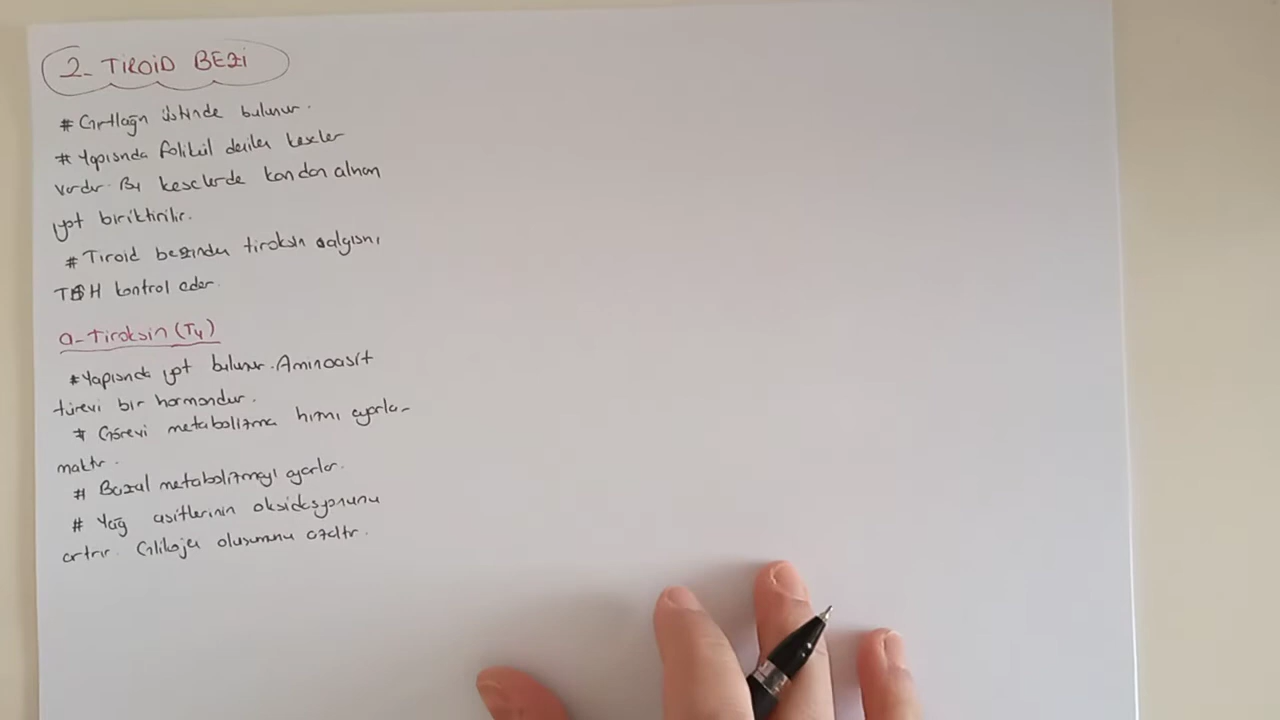 2- TİROİD BEZİ
# Gırtlağın üstünde bulunur.
# Yapısında folikül denilen keseler
vardır. Bu keselerde kandan alınan
iyot biriktirilir.
# Tiroid bezinden tiroksin salgısını
TSH kontrol eder.
a- Tiroksin (T4)
# Yapısında iyot bulunur. Aminoasit
türevi bir hormondur.
# Görevi metabolizma hızını ayarla-
maktır.
# Bazal metabolizmayı ayarlar.
# Yağ asitlerinin oksidasyonunu
artırır. Glikojen oluşumunu azaltır.